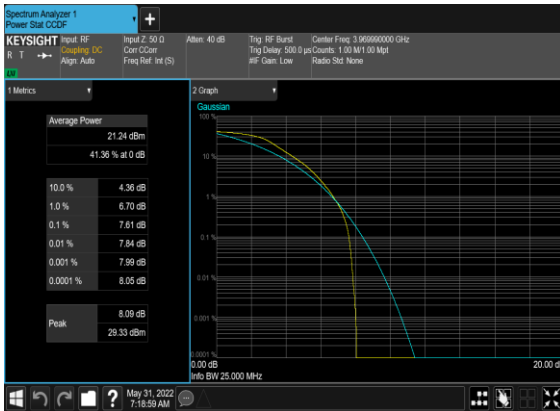 Spectrum Analyzer 1
Power Stat CCDF
+
KEYSIGHT
R T
LM
Input: RF
Coupling: DC
Align: Auto
Input Z: 50 Ω
Corr CCorr
Freq Ref: Int (S)
Atten: 40 dB
Trig: RF Burst
Trig Delay: 500.0 µs
#IF Gain: Low
Center Freq: 3.969990000 GHz
Counts: 1.00 M/1.00 Mpt
Radio Std: None
1 Metrics
Average Power
21.24 dBm
41.36 % at 0 dB
10.0 % 4.36 dB
1.0 % 6.70 dB
0.1 % 7.61 dB
0.01 % 7.84 dB
0.001 % 7.99 dB
0.0001 % 8.05 dB
Peak
8.09 dB
29.33 dBm
2 Graph
Gaussian
100 %
10 %
1 %
0.1 %
0.01 %
0.001 %
0.0001 %
0.00 dB
20.00 d
Info BW 25.000 MHz
?
May 31, 2022
7:18:59 AM